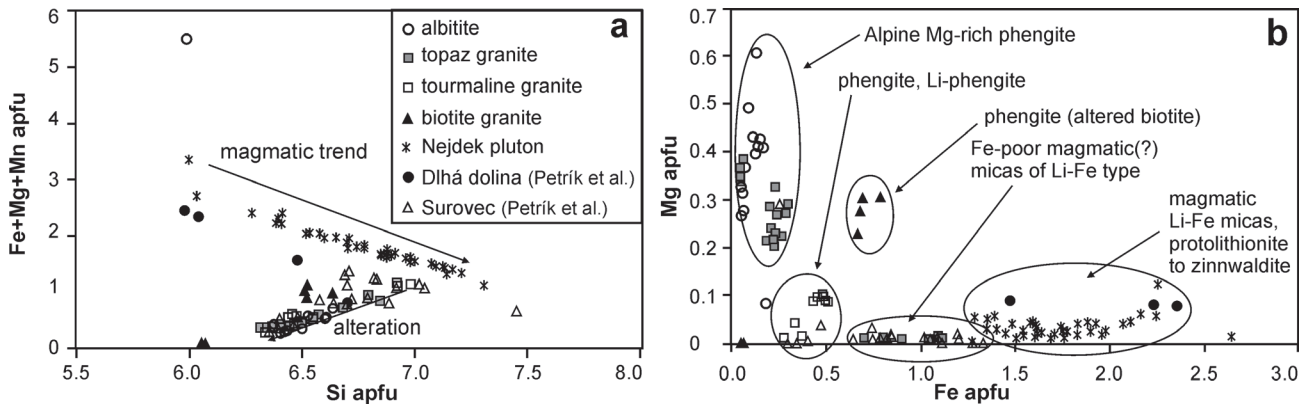 a
6
5
4
3
2
1
0
Fe+Mg+Mn apfu
5.5
6.0
6.5
7.0
7.5
8.0
Si apfu
magmatic trend
alteration
albitite
topaz granite
tourmaline granite
biotite granite
Nejdek pluton
Dlhá dolina (Petrík et al.)
Surovec (Petrík et al.)
b
0.7
0.6
0.5
0.4
0.3
0.2
0.1
0
Mg apfu
0.0
0.5
1.0
1.5
2.0
2.5
3.0
Fe apfu
Alpine Mg-rich phengite
phengite, Li-phengite
phengite (altered biotite)
Fe-poor magmatic(?)
micas of Li-Fe type
magmatic
Li-Fe micas,
protolithionite
to zinnwaldite